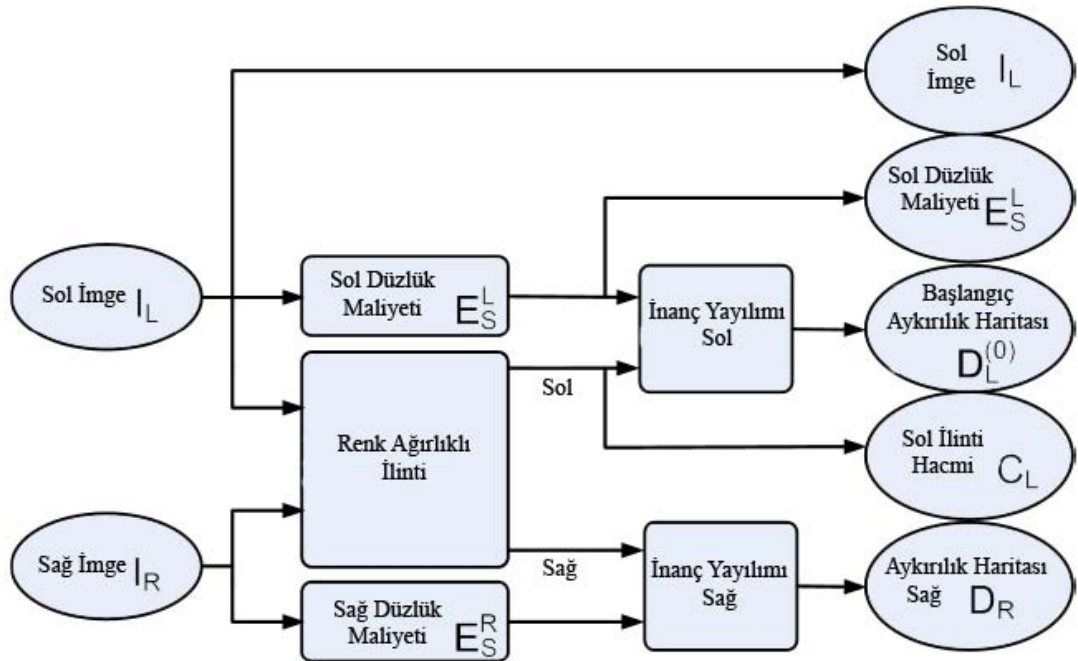 Sol
İmge I_L
Sol Düzlük
Maliyeti E_S^L
Sol İmge I_L
Sol Düzlük
Maliyeti E_S^L
İnanç Yayılımı
Sol
Başlangıç
Aykırılık Haritası
D_L^(0)
Sol
Renk Ağırlıklı
İlinti
Sol İlinti
Hacmi C_L
Sağ İmge I_R
Sağ
İnanç Yayılımı
Sağ
Aykırılık Haritası
Sağ D_R
Sağ Düzlük
Maliyeti E_S^R